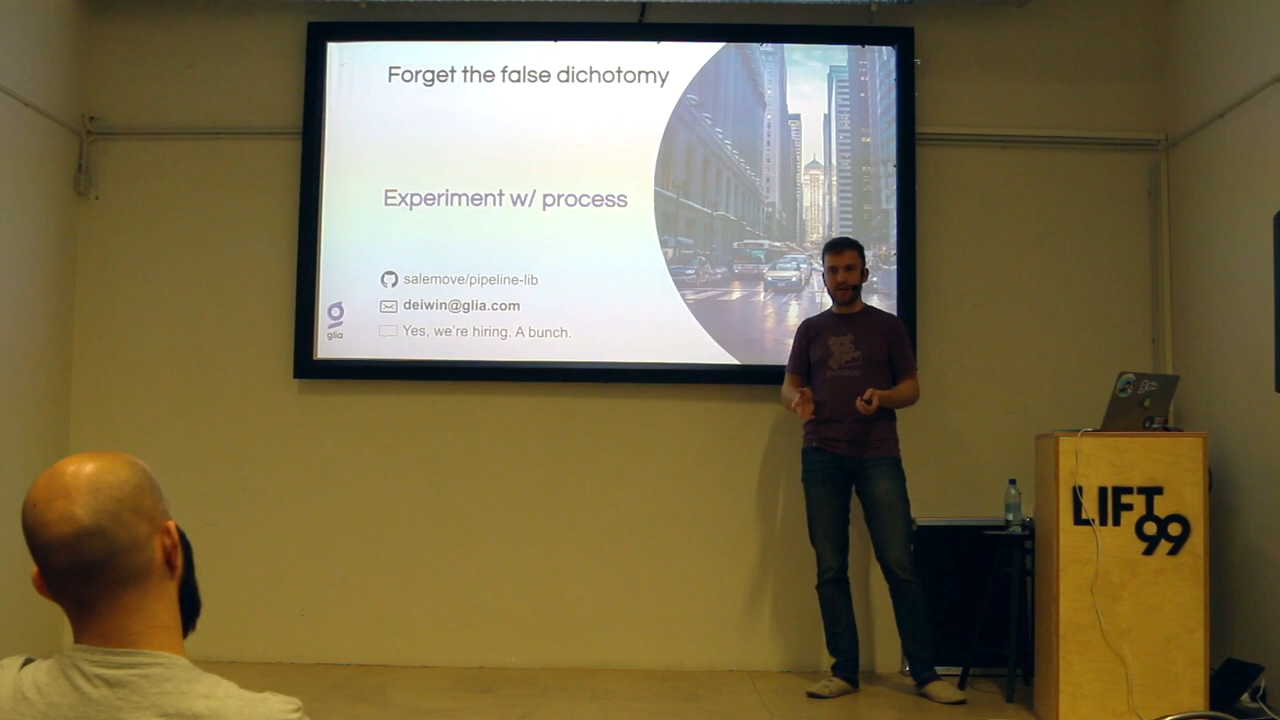 Forget the false dichotomy
Experiment w/ process
salemove/pipeline-lib
deiwin@glia.com
Yes, we're hiring. A bunch.
glia
LIFT
99